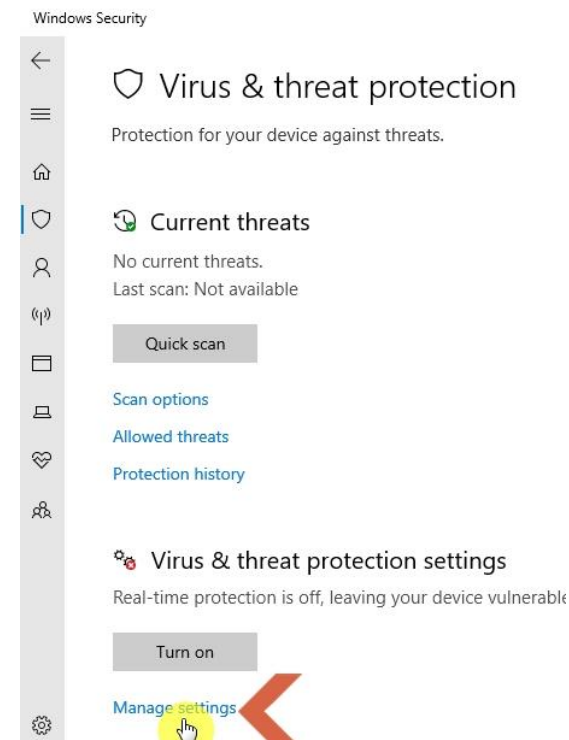 Windows Security
Virus & threat protection
Protection for your device against threats.
Current threats
No current threats.
Last scan: Not available
Quick scan
Scan options
Allowed threats
Protection history
Virus & threat protection settings
Real-time protection is off, leaving your device vulnerable
Turn on
Manage settings